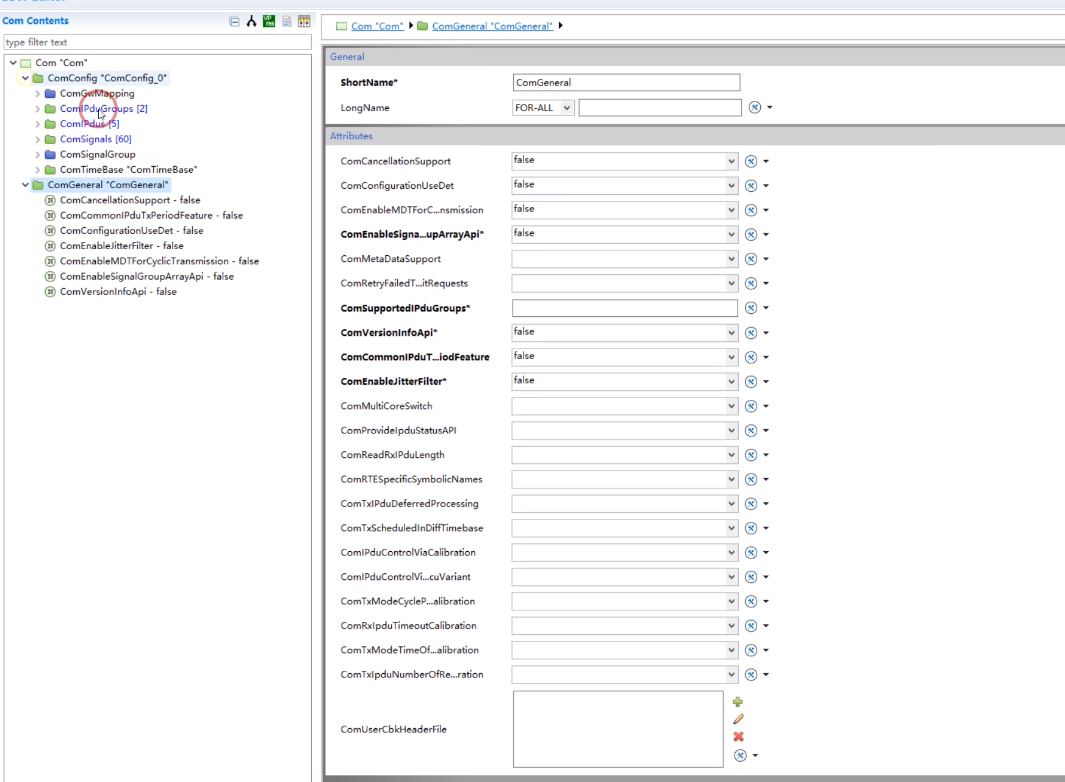 Com Contents
type filter text
Com "Com"
ComConfig "ComConfig_0"
ComGwMapping
ComIPduGroups [2]
ComIPdus [5]
ComSignals [60]
ComSignalGroup
ComTimeBase "ComTimeBase"
ComGeneral "ComGeneral"
ComCancellationSupport - false
ComCommonIPduTxPeriodFeature - false
ComConfigurationUseDet - false
ComEnableJitterFilter - false
ComEnableMDTForCyclicTransmission - false
ComEnableSignalGroupArrayApi - false
ComVersionInfoApi - false
Com "Com" ComGeneral "ComGeneral"
General
ShortName* ComGeneral
LongName FOR-ALL
Attributes
ComCancellationSupport false
ComConfigurationUseDet false
ComEnableMDTForC...nsmission false
ComEnableSigna...upArrayApi* false
ComMetaDataSupport
ComRetryFailedT...itRequests
ComSupportedIPduGroups*
ComVersionInfoApi* false
ComCommonIPduT...iodFeature false
ComEnableJitterFilter* false
ComMultiCoreSwitch
ComProvideIpduStatusAPI
ComReadRxIPduLength
ComRTESpecificSymbolicNames
ComTxIPduDeferredProcessing
ComTxScheduledInDiffTimebase
ComIPduControlViaCalibration
ComIPduControlVi...cuVariant
ComTxModeCycleP...alibration
ComRxIpduTimeoutCalibration
ComTxModeTimeOf...alibration
ComTxIpduNumberOfRe...ration
ComUserCbkHeaderFile